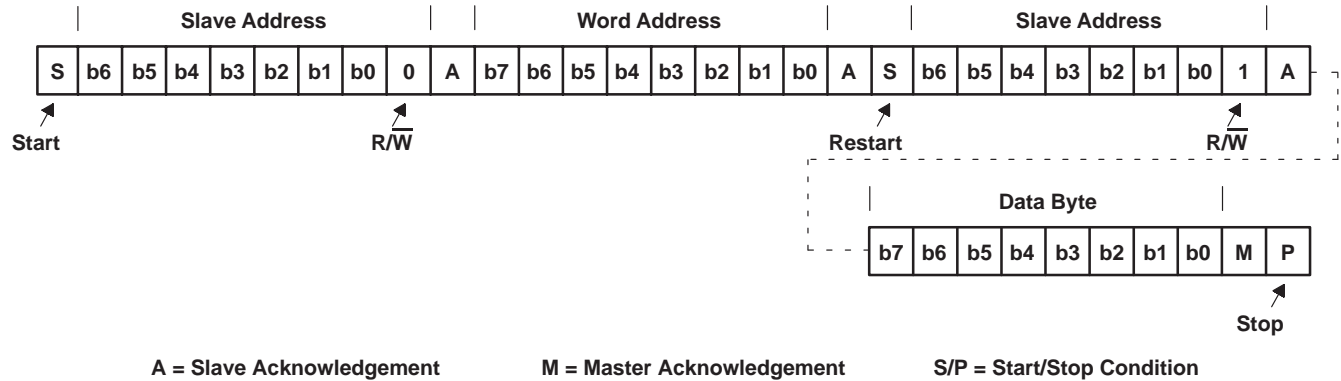 Slave Address Word Address Slave Address
S b6 b5 b4 b3 b2 b1 b0 0 A b7 b6 b5 b4 b3 b2 b1 b0 A S b6 b5 b4 b3 b2 b1 b0 1 A
Start R/W̅ Restart R/W̅
Data Byte
b7 b6 b5 b4 b3 b2 b1 b0 M P
Stop
A = Slave Acknowledgement M = Master Acknowledgement S/P = Start/Stop Condition